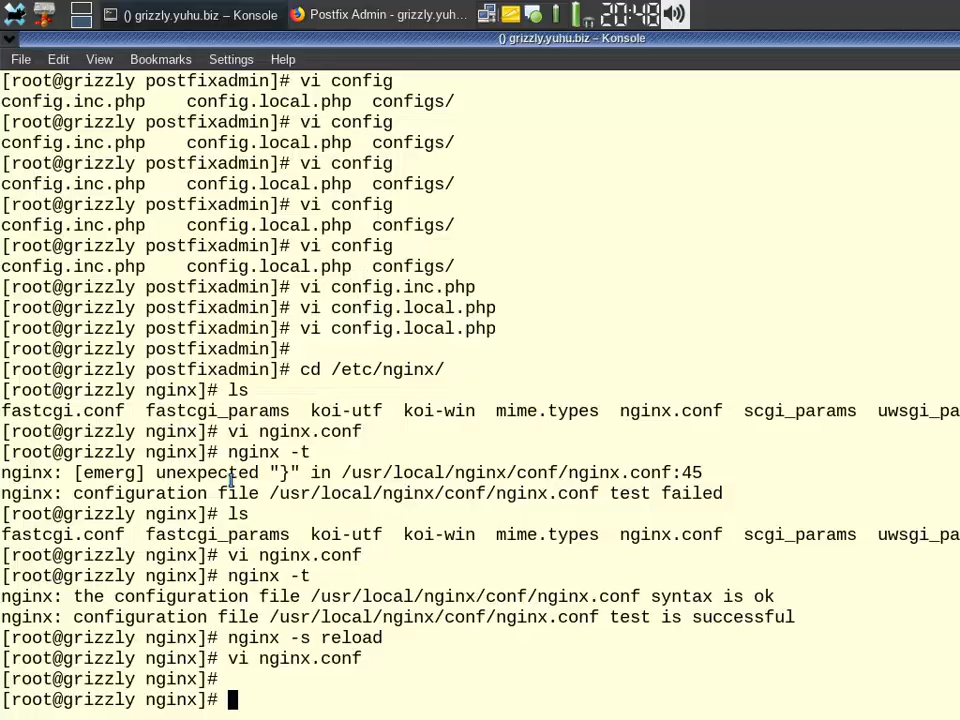 () grizzly.yuhu.biz – Konsole
Postfix Admin - grizzly.yuh...
20:48
() grizzly.yuhu.biz – Konsole
File Edit View Bookmarks Settings Help
[root@grizzly postfixadmin]# vi config
config.inc.php    config.local.php  configs/
[root@grizzly postfixadmin]# vi config
config.inc.php    config.local.php  configs/
[root@grizzly postfixadmin]# vi config
config.inc.php    config.local.php  configs/
[root@grizzly postfixadmin]# vi config
config.inc.php    config.local.php  configs/
[root@grizzly postfixadmin]# vi config
config.inc.php    config.local.php  configs/
[root@grizzly postfixadmin]# vi config.inc.php
[root@grizzly postfixadmin]# vi config.local.php
[root@grizzly postfixadmin]# vi config.local.php
[root@grizzly postfixadmin]#
[root@grizzly postfixadmin]# cd /etc/nginx/
[root@grizzly nginx]# ls
fastcgi.conf  fastcgi_params  koi-utf  koi-win  mime.types  nginx.conf  scgi_params  uwsgi_pa
[root@grizzly nginx]# vi nginx.conf
[root@grizzly nginx]# nginx -t
nginx: [emerg] unexpected "}" in /usr/local/nginx/conf/nginx.conf:45
nginx: configuration file /usr/local/nginx/conf/nginx.conf test failed
[root@grizzly nginx]# ls
fastcgi.conf  fastcgi_params  koi-utf  koi-win  mime.types  nginx.conf  scgi_params  uwsgi_pa
[root@grizzly nginx]# vi nginx.conf
[root@grizzly nginx]# nginx -t
nginx: the configuration file /usr/local/nginx/conf/nginx.conf syntax is ok
nginx: configuration file /usr/local/nginx/conf/nginx.conf test is successful
[root@grizzly nginx]# nginx -s reload
[root@grizzly nginx]# vi nginx.conf
[root@grizzly nginx]#
[root@grizzly nginx]#